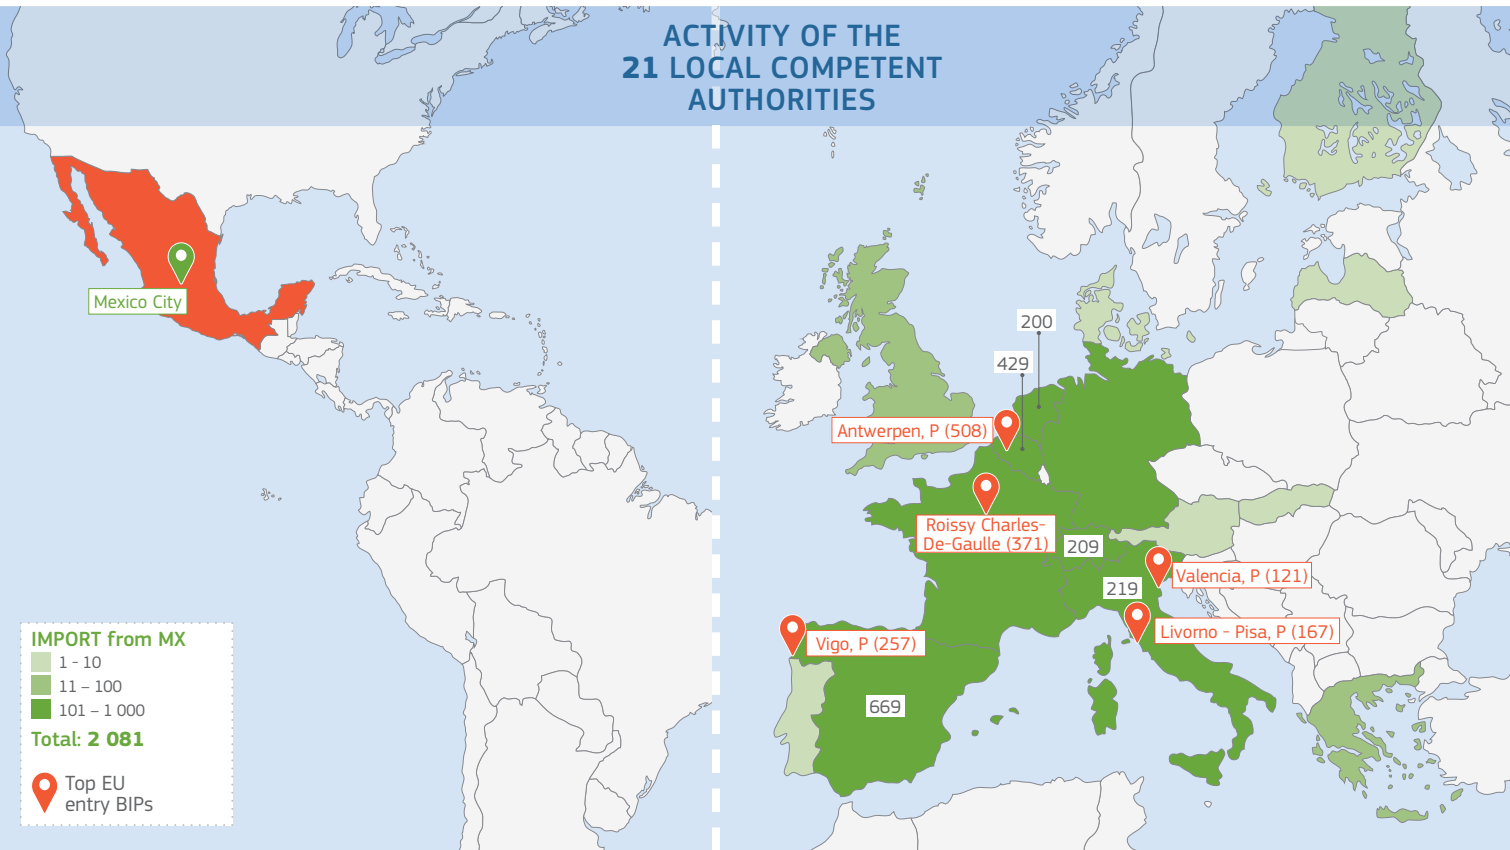 ACTIVITY OF THE
21 LOCAL COMPETENT
AUTHORITIES
Mexico City
200
429
Antwerpen, P (508)
Roissy Charles-
De-Gaulle (371)
209
Valencia, P (121)
219
Livorno - Pisa, P (167)
Vigo, P (257)
669
IMPORT from MX
1 - 10
11 – 100
101 – 1 000
Total: 2 081
Top EU
entry BIPs